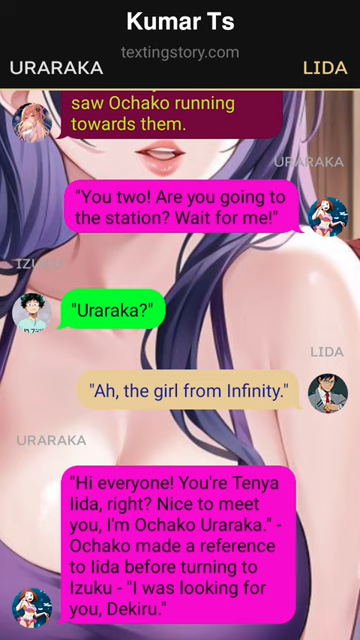 Kumar Ts
textingstory.com
URARAKA
LIDA
saw Ochako running
towards them.
URARAKA
"You two! Are you going to
the station? Wait for me!"
"Uraraka?"
LIDA
"Ah, the girl from Infinity."
URARAKA
"Hi everyone! You're Tenya
Iida, right? Nice to meet
you, I'm Ochako Uraraka." -
Ochako made a reference
to Iida before turning to
Izuku - "I was looking for
you, Dekiru."